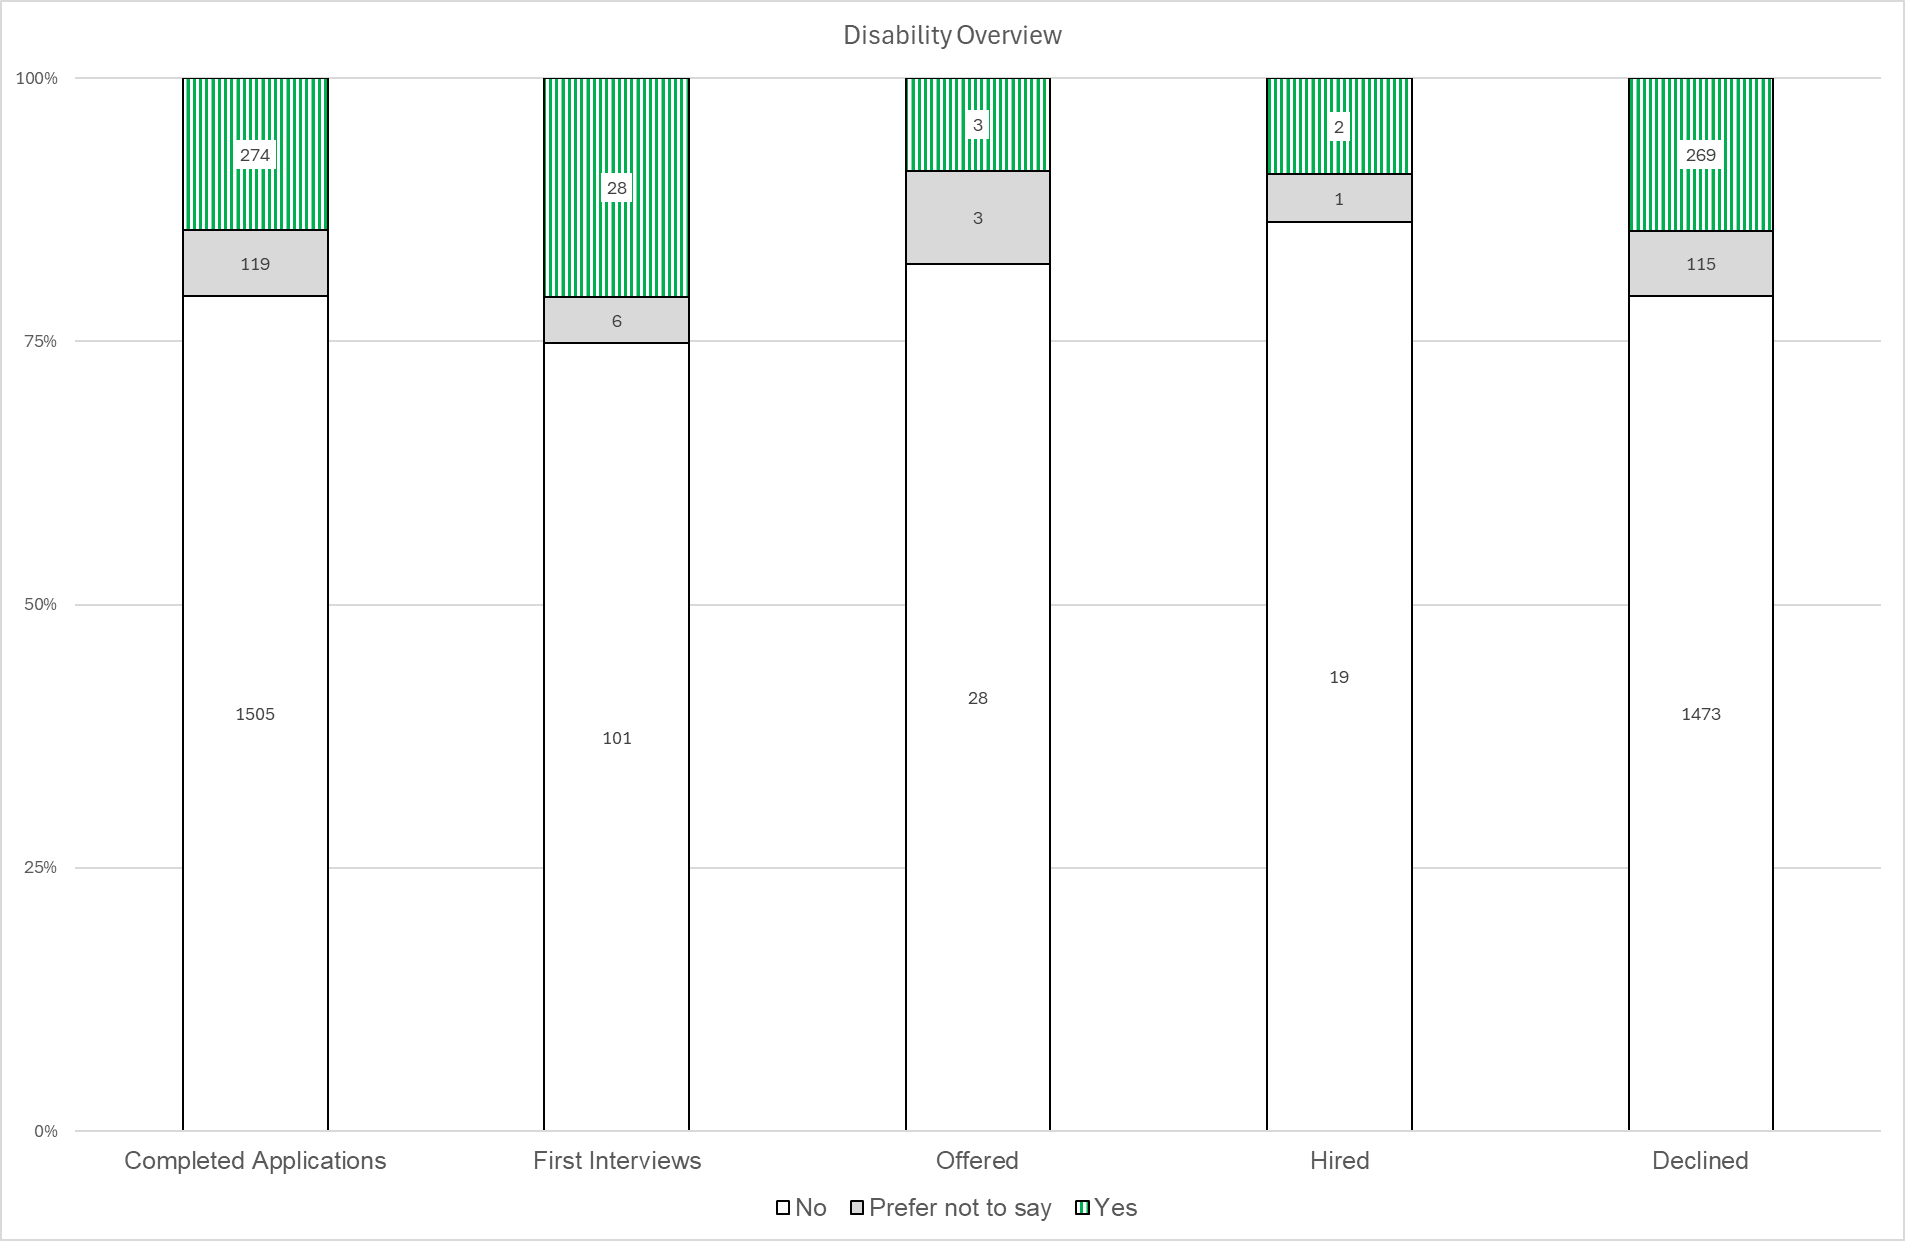 Disability Overview
100%
274
28
3
2
269
119
6
3
1
115
75%
50%
1505
101
28
19
1473
25%
0%
Completed Applications
First Interviews
Offered
Hired
Declined
No
Prefer not to say
Yes